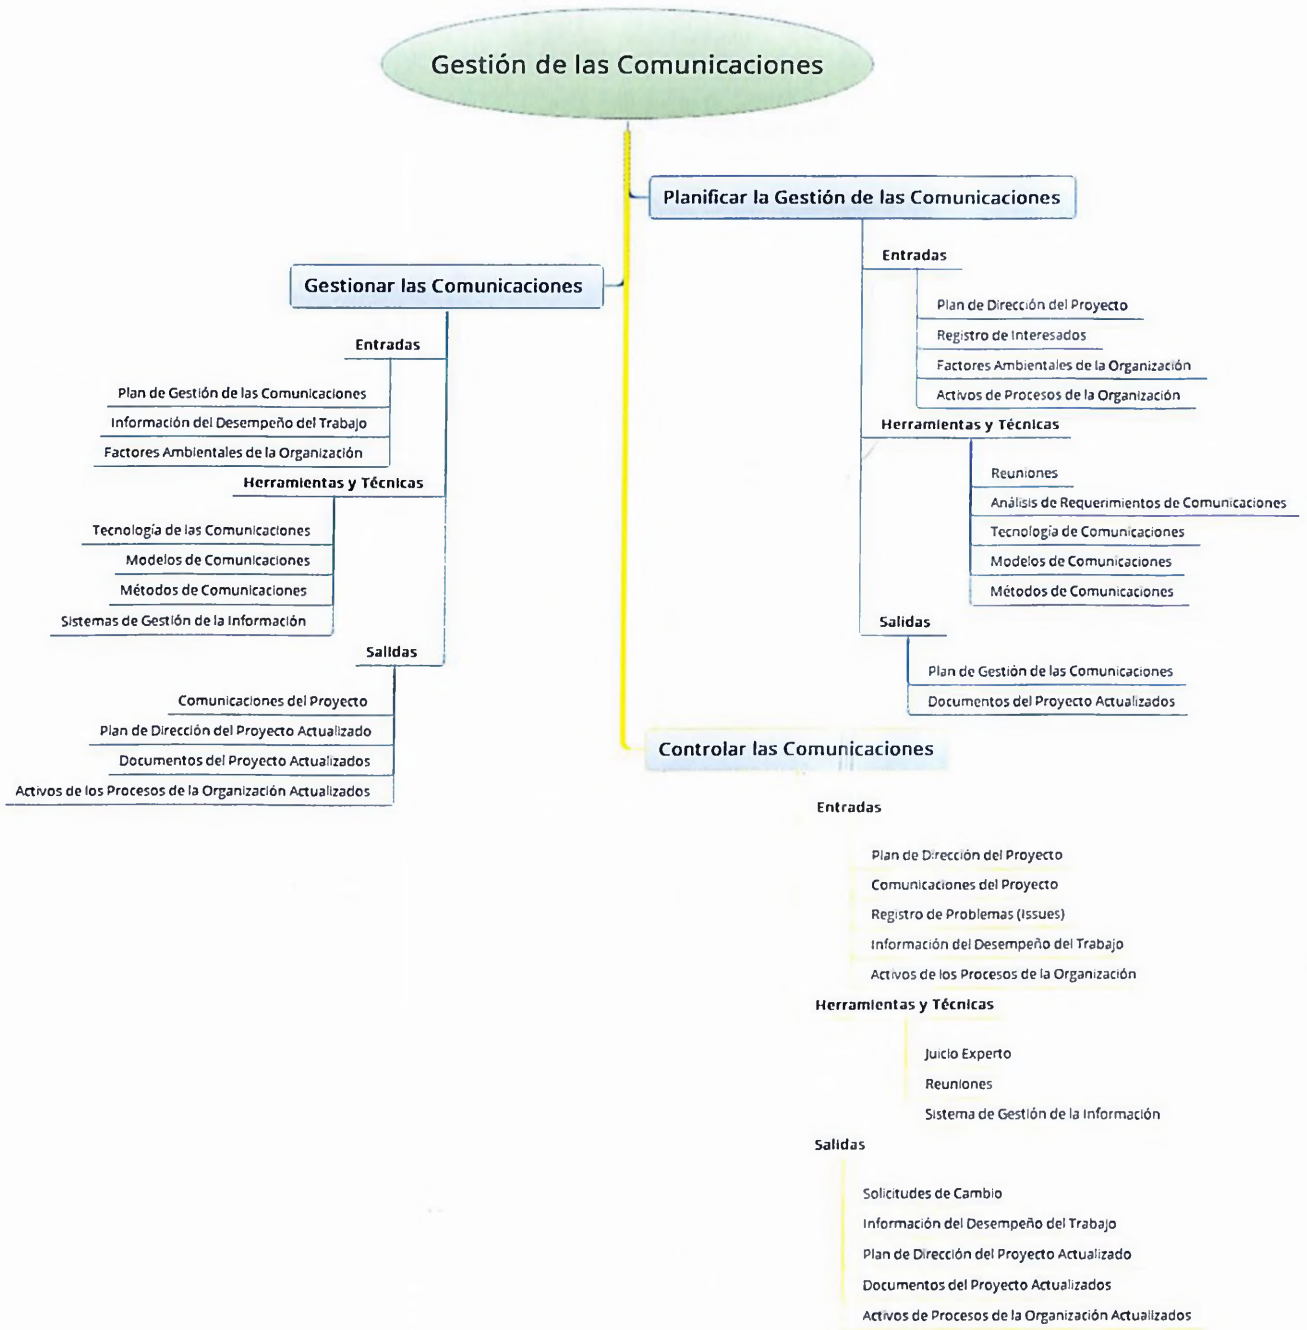 Gestión de las Comunicaciones
Planificar la Gestión de las Comunicaciones
Entradas
Plan de Dirección del Proyecto
Registro de Interesados
Factores Ambientales de la Organización
Activos de Procesos de la Organización
Herramientas y Técnicas
Reuniones
Análisis de Requerimientos de Comunicaciones
Tecnología de Comunicaciones
Modelos de Comunicaciones
Métodos de Comunicaciones
Salidas
Plan de Gestión de las Comunicaciones
Documentos del Proyecto Actualizados
Gestionar las Comunicaciones
Entradas
Plan de Gestión de las Comunicaciones
Información del Desempeño del Trabajo
Factores Ambientales de la Organización
Herramientas y Técnicas
Tecnología de las Comunicaciones
Modelos de Comunicaciones
Métodos de Comunicaciones
Sistemas de Gestión de la Información
Salidas
Comunicaciones del Proyecto
Plan de Dirección del Proyecto Actualizado
Documentos del Proyecto Actualizados
Activos de los Procesos de la Organización Actualizados
Controlar las Comunicaciones
Entradas
Plan de Dirección del Proyecto
Comunicaciones del Proyecto
Registro de Problemas (Issues)
Información del Desempeño del Trabajo
Activos de los Procesos de la Organización
Herramientas y Técnicas
Juicio Experto
Reuniones
Sistema de Gestión de la Información
Salidas
Solicitudes de Cambio
Información del Desempeño del Trabajo
Plan de Dirección del Proyecto Actualizado
Documentos del Proyecto Actualizados
Activos de Procesos de la Organización Actualizados